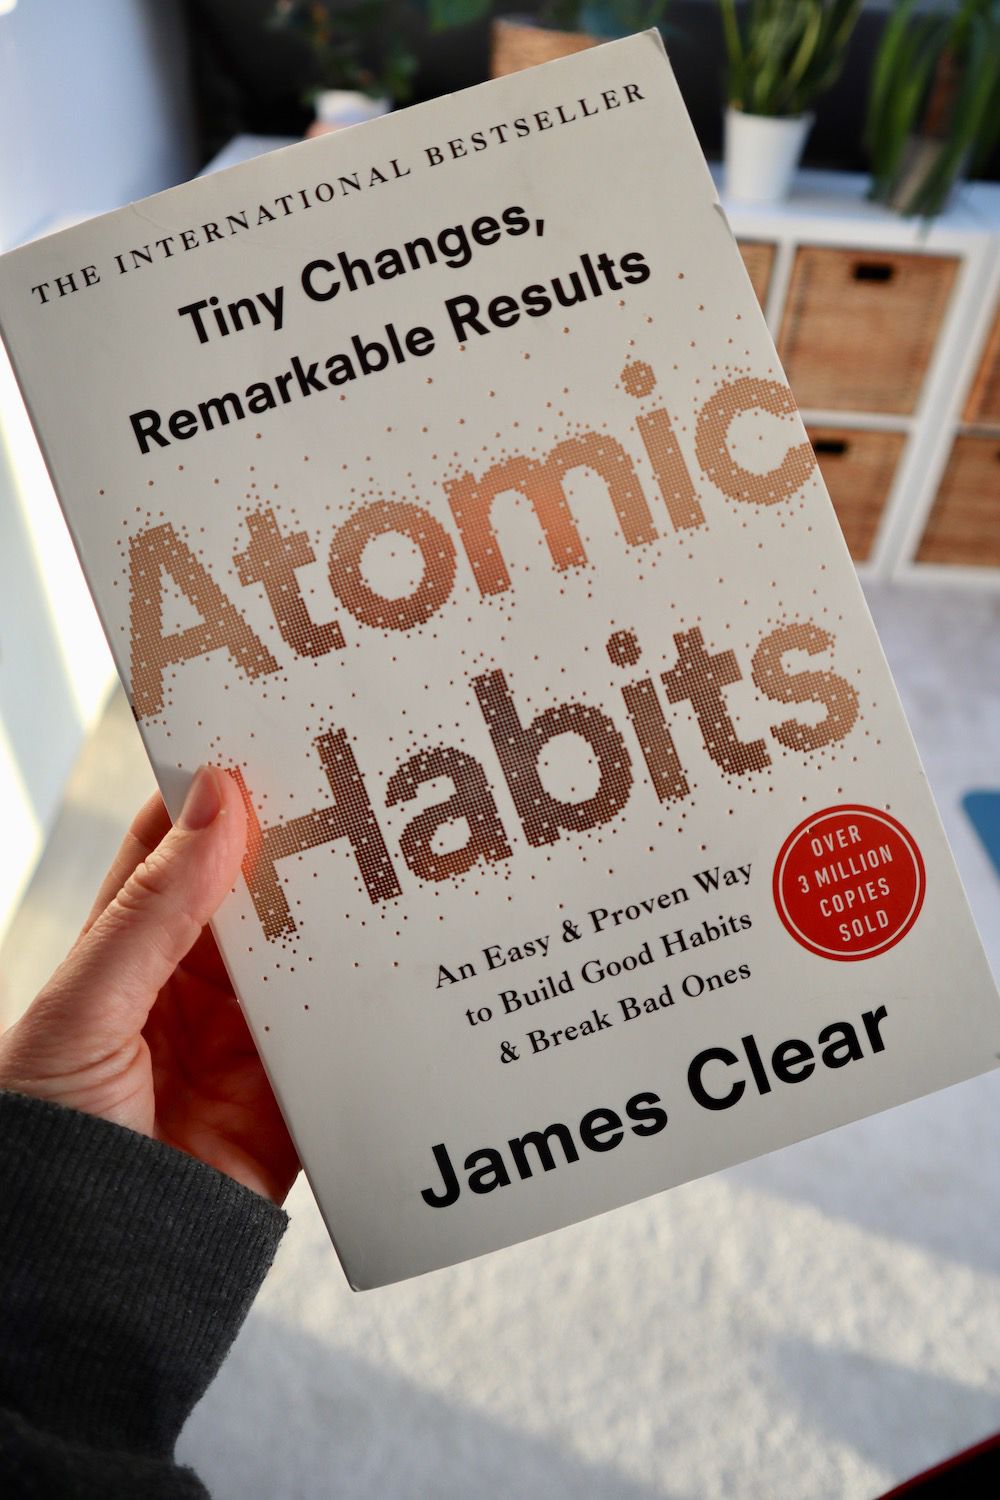 THE INTERNATIONAL BESTSELLER
Tiny Changes,
Remarkable Results
Atomic
Habits
An Easy & Proven Way
to Build Good Habits
& Break Bad Ones
OVER
3 MILLION
COPIES
SOLD
James Clear